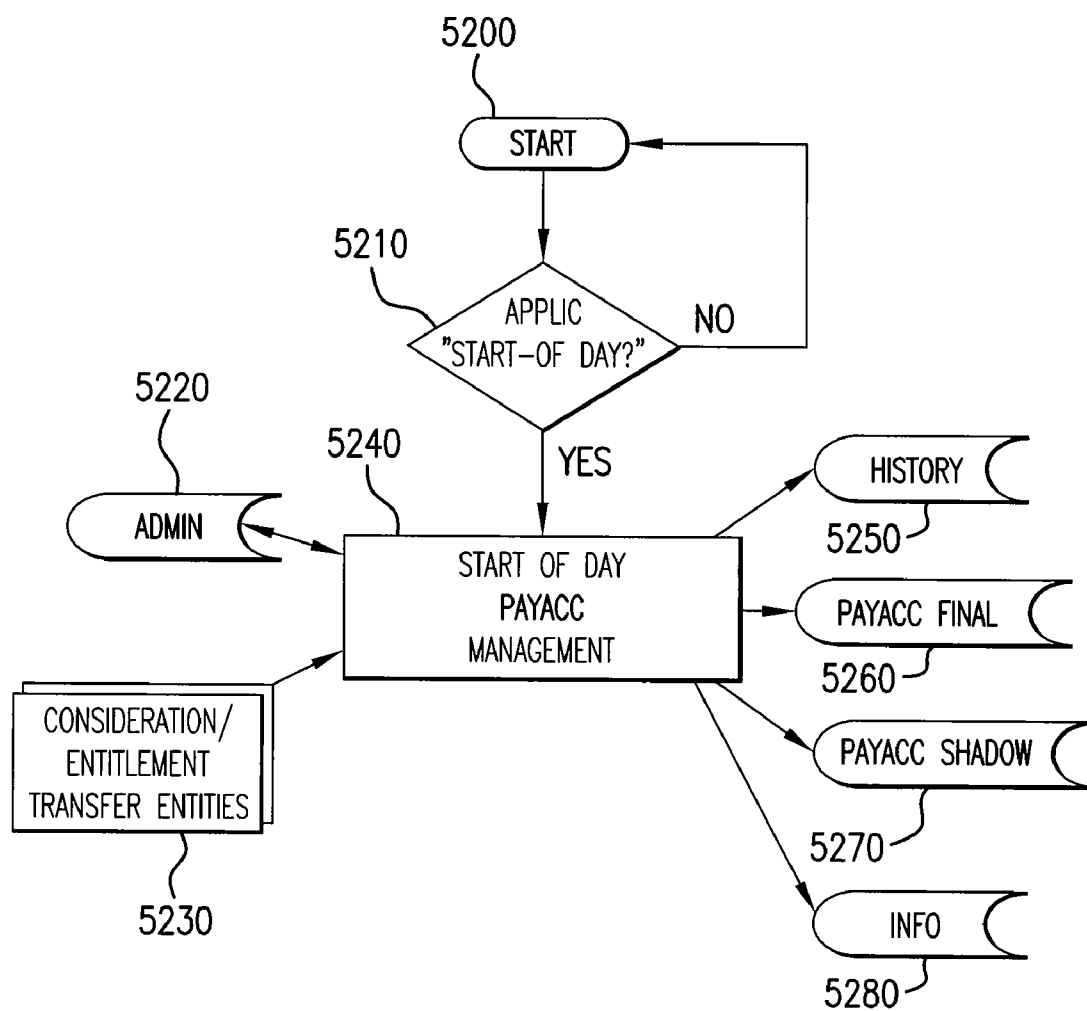 5200
START
5210
APPLIC
"START-OF DAY?"
NO
YES
5220
ADMIN
5240
START OF DAY
PAYACC
MANAGEMENT
CONSIDERATION/
ENTITLEMENT
TRANSFER ENTITIES
5230
HISTORY
5250
PAYACC FINAL
5260
PAYACC SHADOW
5270
INFO
5280